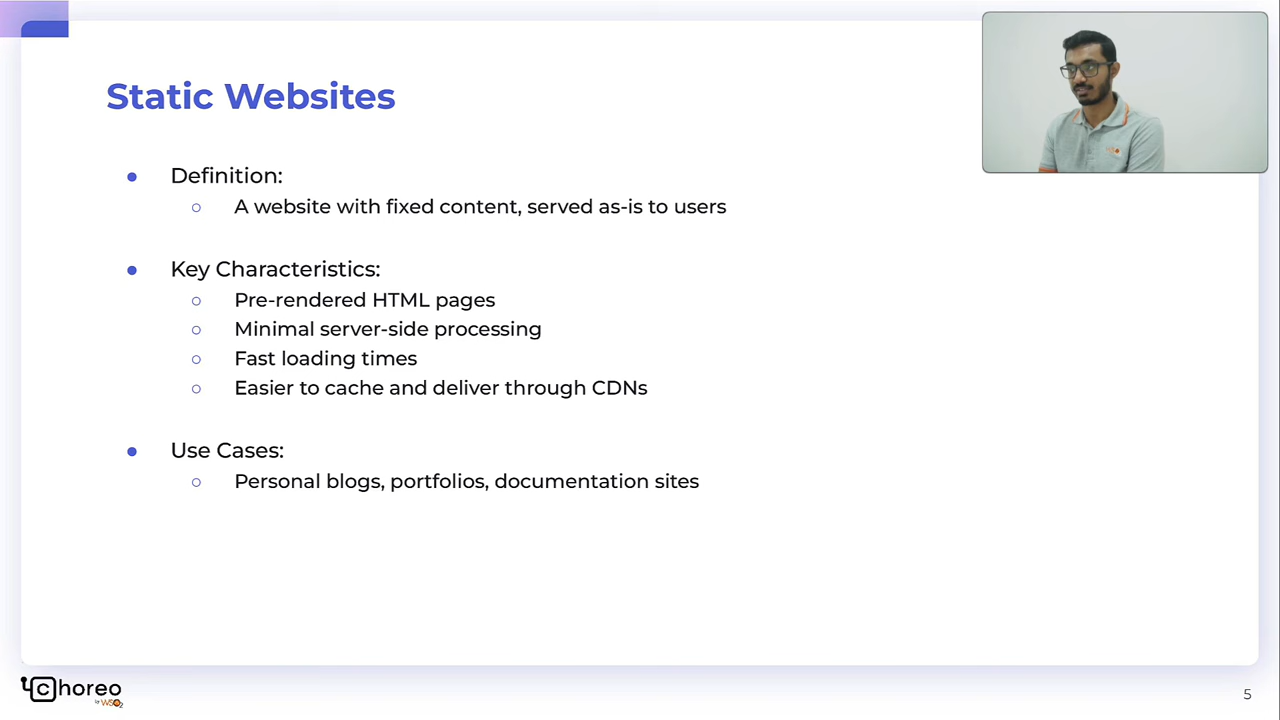 Static Websites
● Definition:
○ A website with fixed content, served as-is to users
● Key Characteristics:
○ Pre-rendered HTML pages
○ Minimal server-side processing
○ Fast loading times
○ Easier to cache and deliver through CDNs
● Use Cases:
○ Personal blogs, portfolios, documentation sites
choreo
by WSO2
5